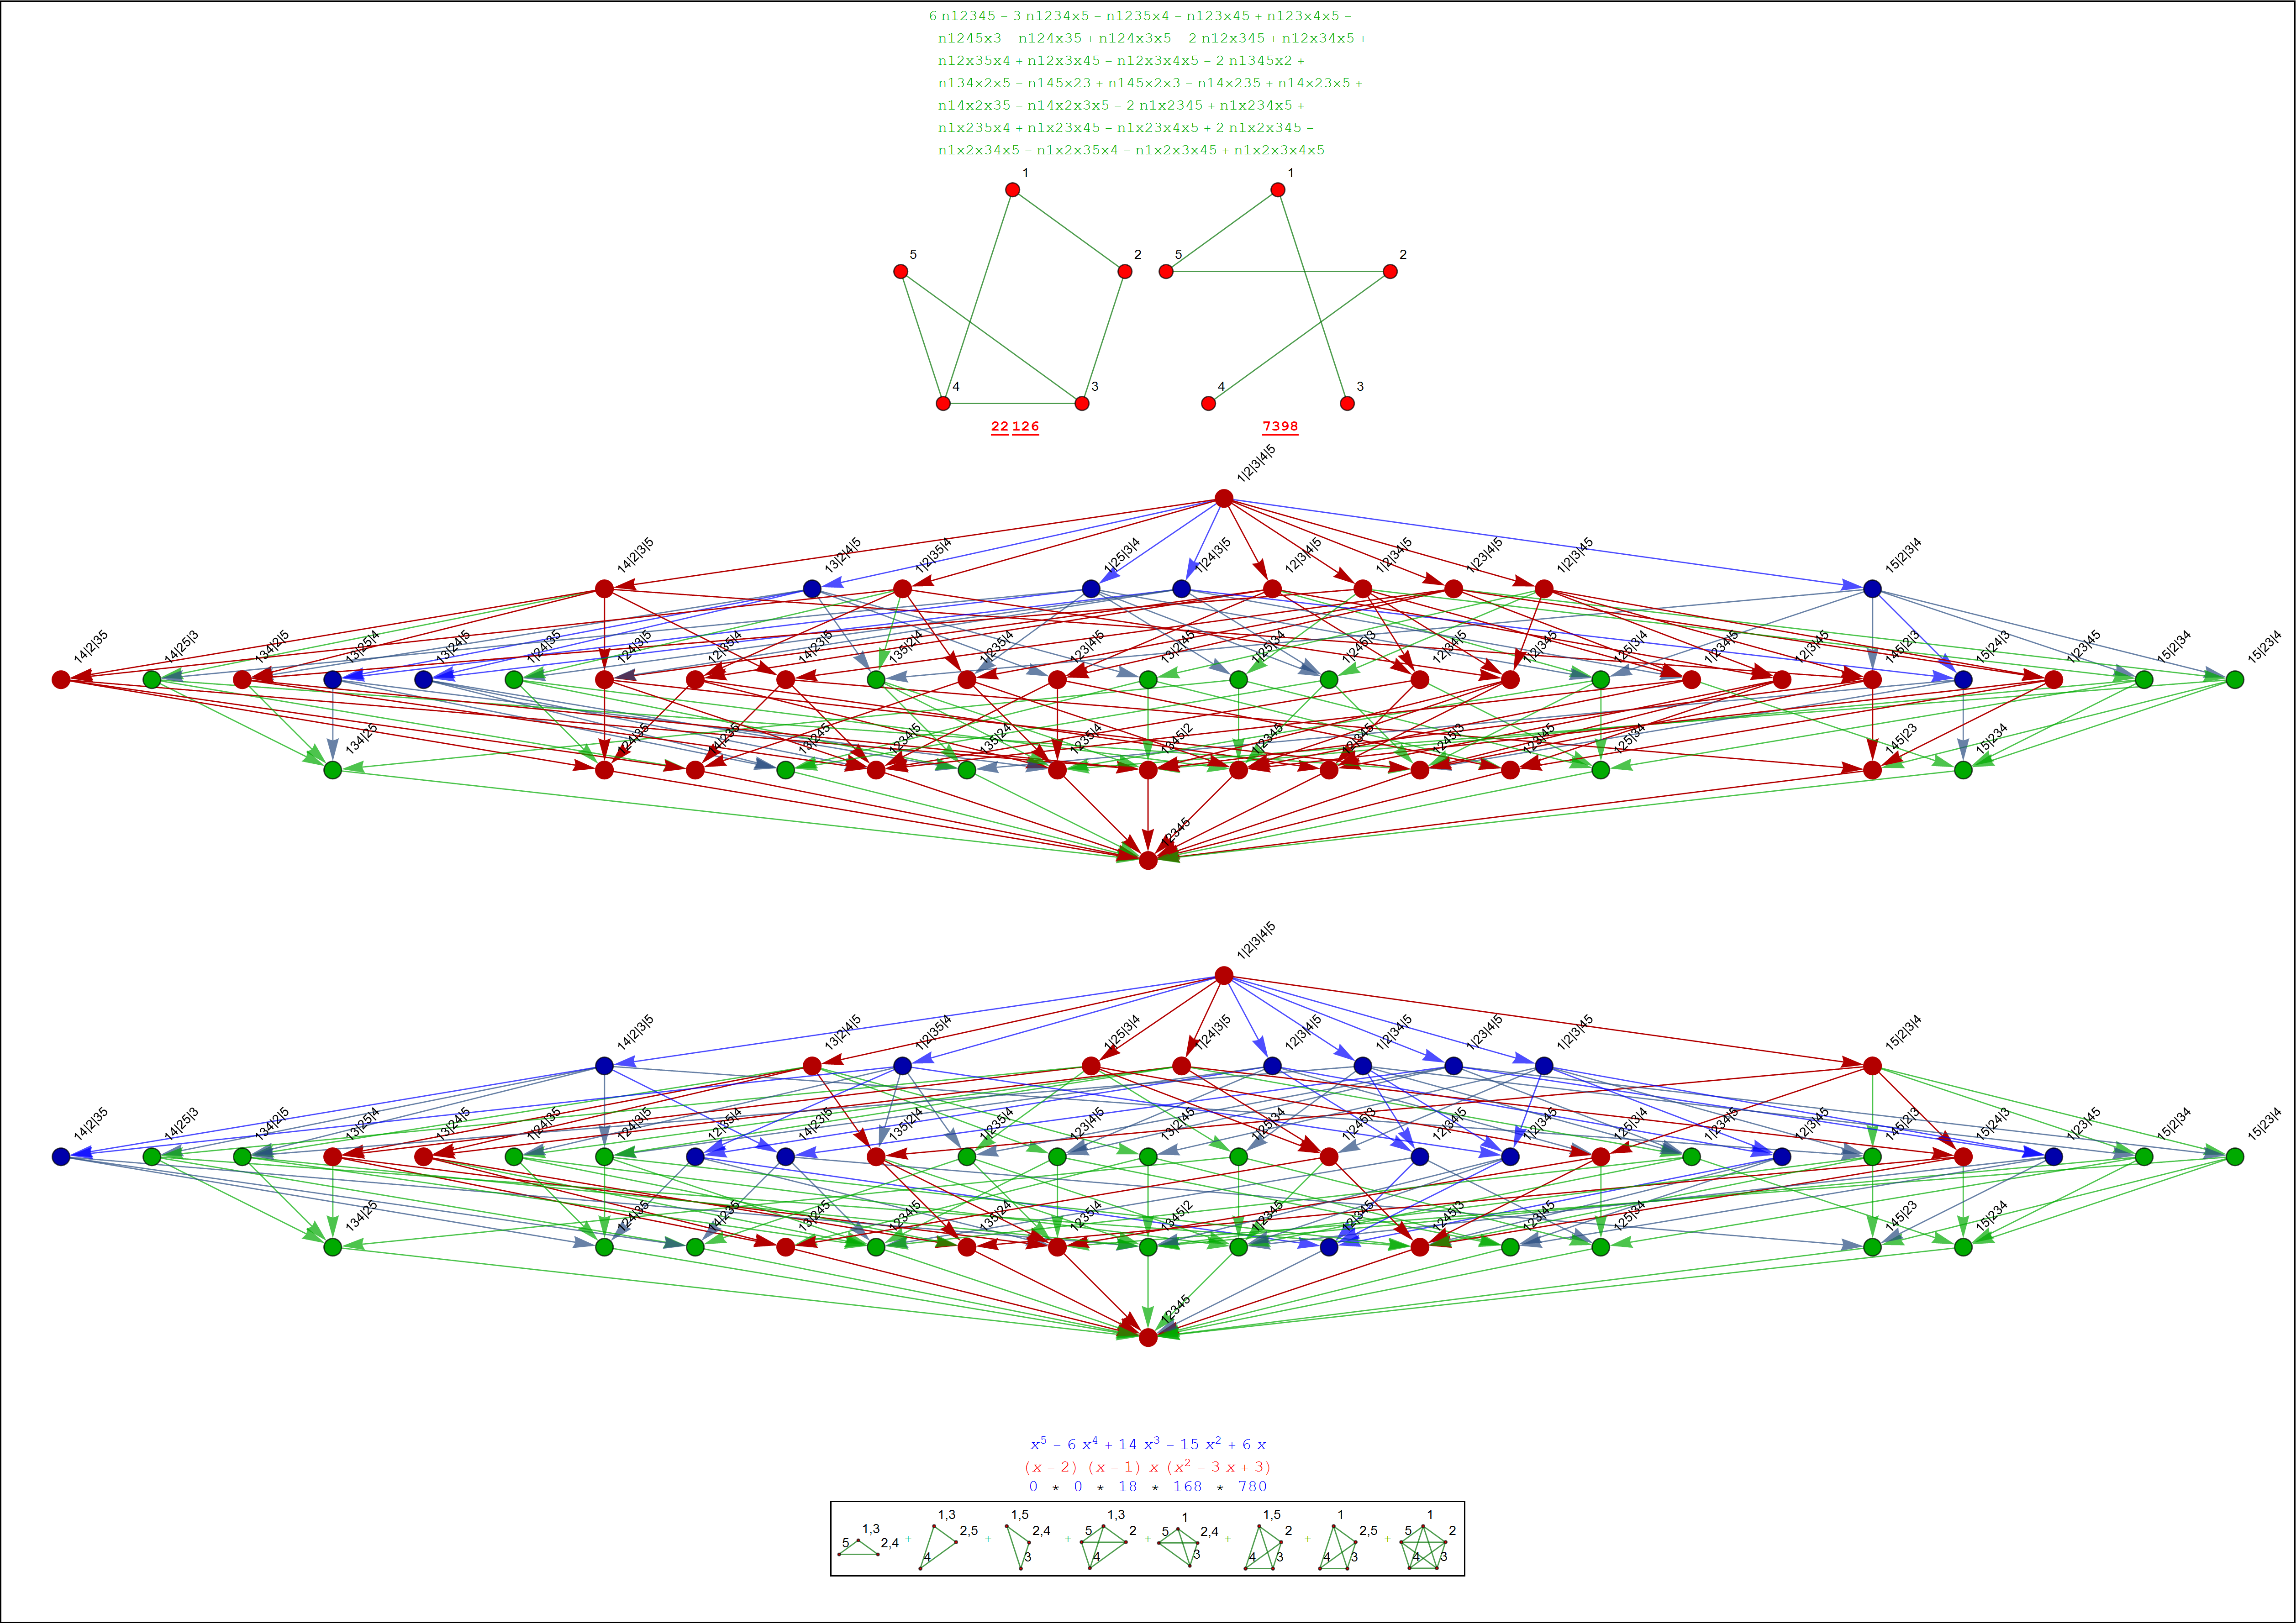 6 n12345 – 3 n1234x5 – n1235x4 – n123x45 + n123x4x5 –
n1245x3 – n124x35 + n124x3x5 – 2 n12x345 + n12x34x5 +
n12x35x4 + n12x3x45 – n12x3x4x5 – 2 n1345x2 +
n134x2x5 – n145x23 + n145x2x3 – n14x235 + n14x23x5 +
n14x2x35 – n14x2x3x5 – 2 n1x2345 + n1x234x5 +
n1x235x4 + n1x23x45 – n1x23x4x5 + 2 n1x2x345 –
n1x2x34x5 – n1x2x35x4 – n1x2x3x45 + n1x2x3x4x5
1 1
5 2 5 2
4 3 4 3
22 126 7398
1|2|3|4|5
14|2|3|5 13|2|4|5 1|2|35|4 1|25|3|4 1|24|3|5 12|3|4|5 1|2|34|5 1|23|4|5 1|2|3|45 15|2|3|4
14|2|35 14|25|3 134|2|5 13|25|4 13|24|5 1|24|35 124|3|5 12|35|4 14|23|5 135|2|4 1|235|4 123|4|5 13|2|45 1|25|34 1|245|3 12|34|5 1|2|345 125|3|4 1|234|5 12|3|45 145|2|3 15|24|3 1|23|45 15|2|34 15|23|4
134|25 124|35 14|235 13|245 1234|5 135|24 1235|4 1345|2 1|2345 12|345 1245|3 123|45 125|34 145|23 15|234
12345
1|2|3|4|5
14|2|3|5 13|2|4|5 1|2|35|4 1|25|3|4 1|24|3|5 12|3|4|5 1|2|34|5 1|23|4|5 1|2|3|45 15|2|3|4
14|2|35 14|25|3 134|2|5 13|25|4 13|24|5 1|24|35 124|3|5 12|35|4 14|23|5 135|2|4 1|235|4 123|4|5 13|2|45 1|25|34 1|245|3 12|34|5 1|2|345 125|3|4 1|234|5 12|3|45 145|2|3 15|24|3 1|23|45 15|2|34 15|23|4
134|25 124|35 14|235 13|245 1234|5 135|24 1235|4 1345|2 1|2345 12|345 1245|3 123|45 125|34 145|23 15|234
12345
x⁵ – 6 x⁴ + 14 x³ – 15 x² + 6 x
(x – 2) (x – 1) x (x² – 3 x + 3)
0 * 0 * 18 * 168 * 780
1,3 1,3 1,5 1,3 1 1,5 1 1
5 2,4 + 2,5 + 2,4 + 5 2 + 5 2,4 + 2 + 2,5 + 5 2
4 3 4 3 4 3 4 3 4 3